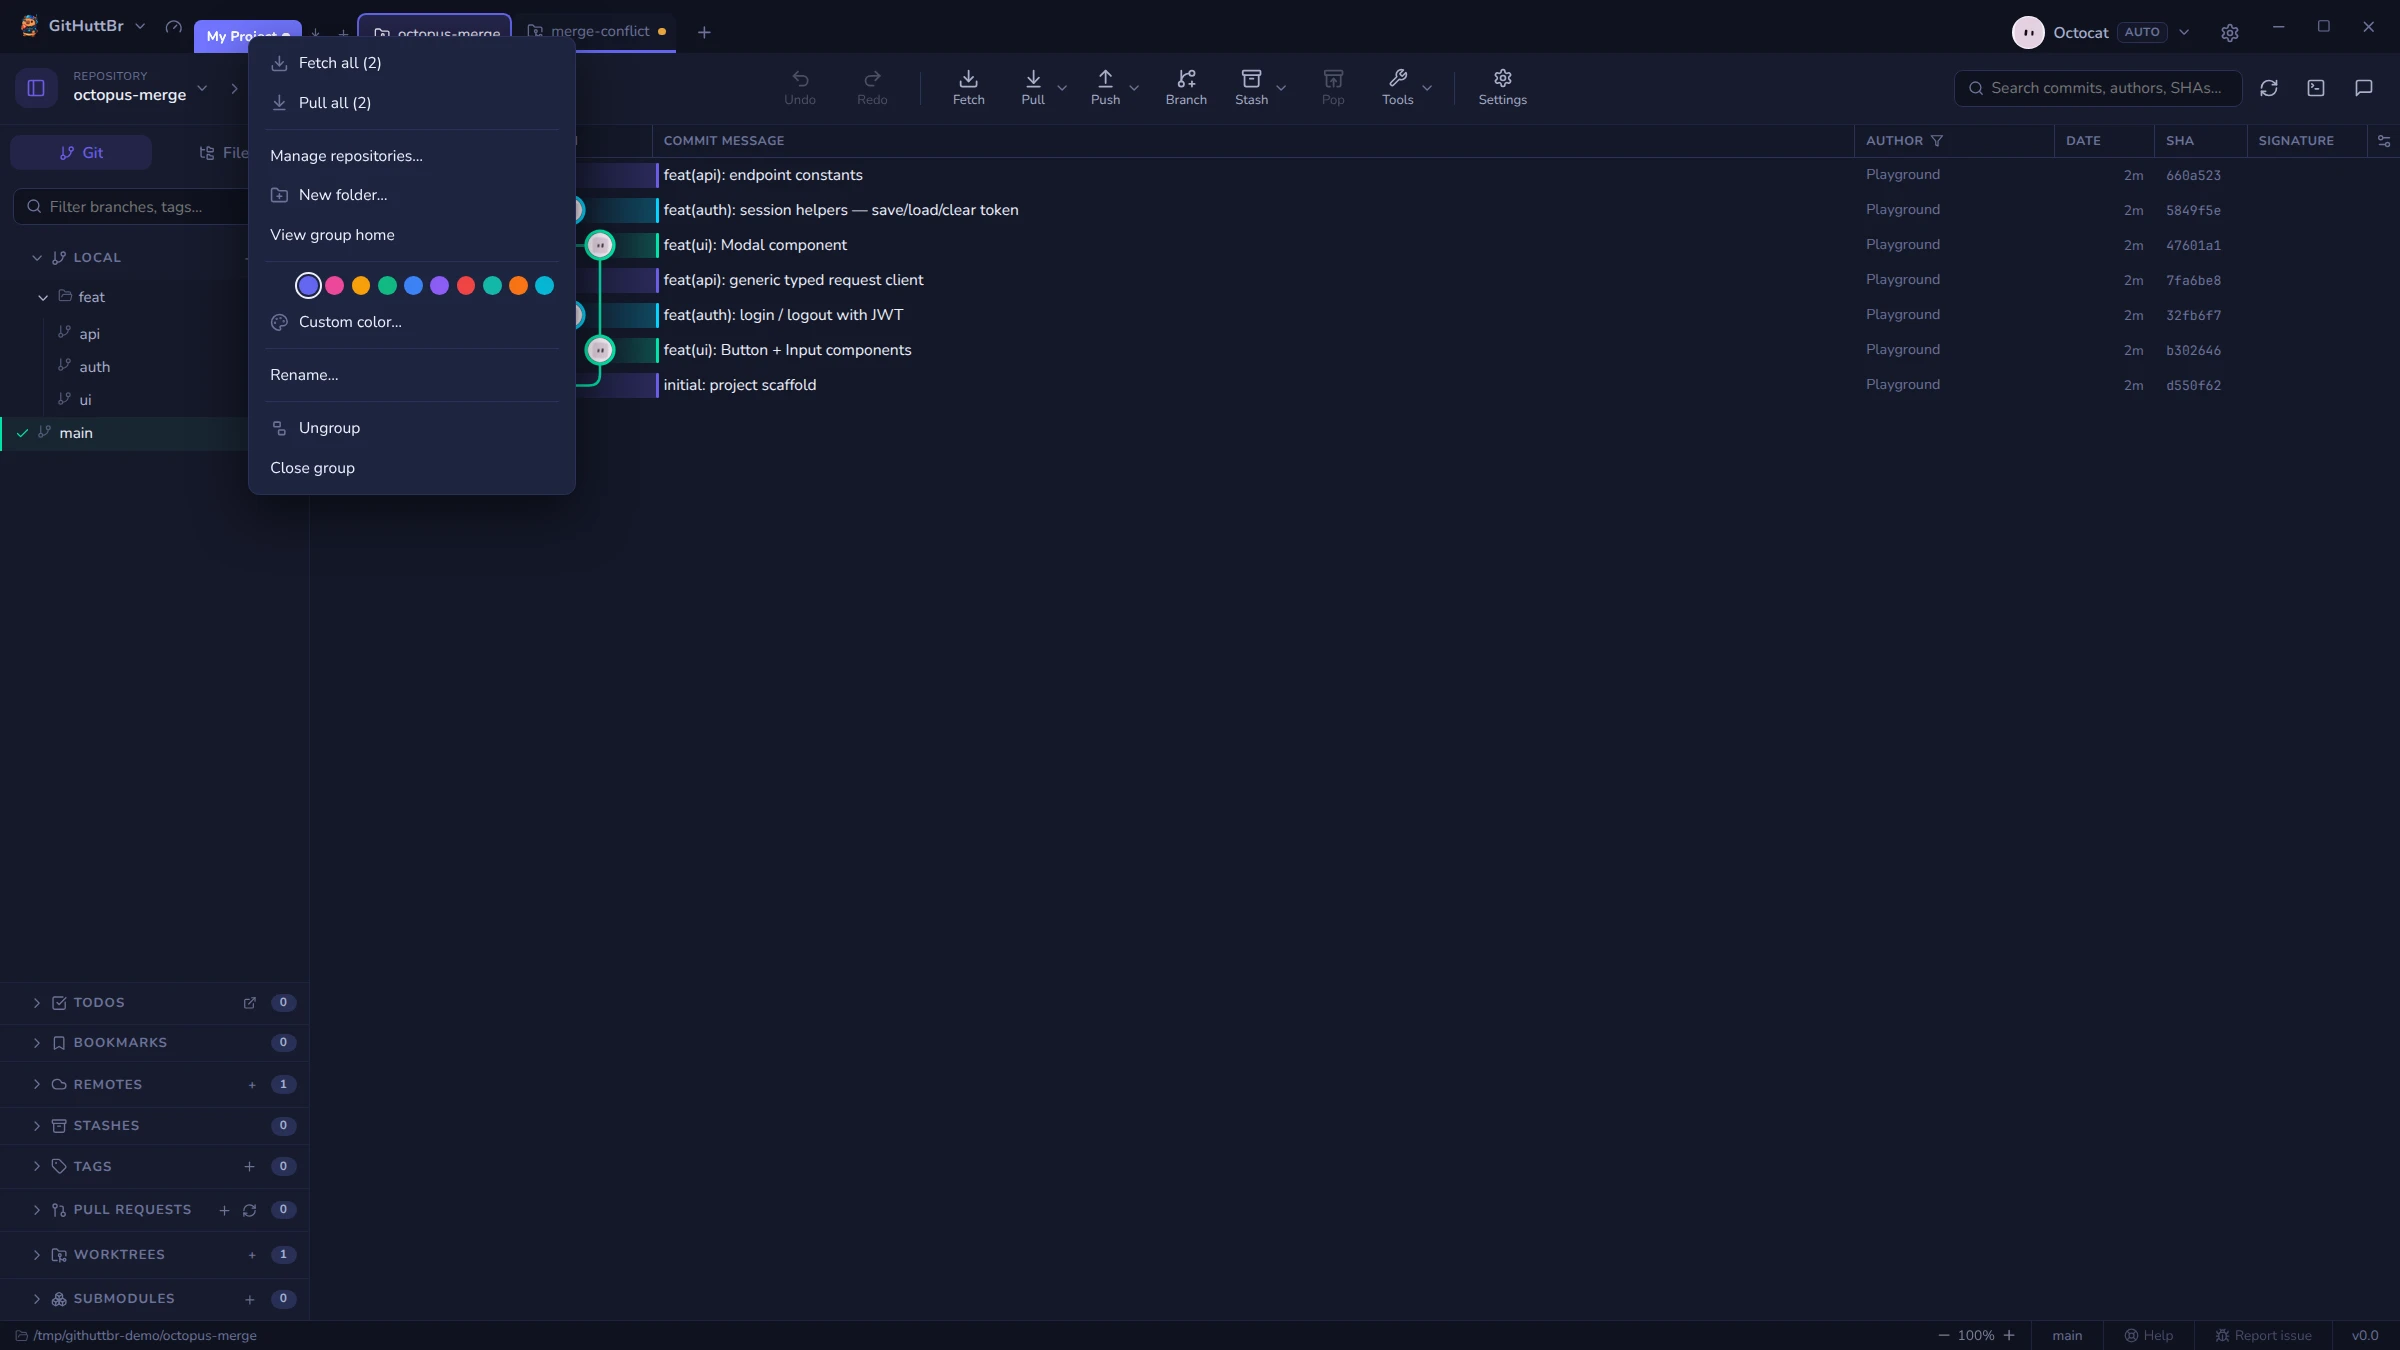 GitHuttBr
octopus-merge
merge-conflict
Octocat
AUTO
REPOSITORY
octopus-merge
Undo
Redo
Fetch
Pull
Push
Branch
Stash
Pop
Tools
Settings
Search commits, authors, SHAs...
Git
Filter branches, tags...
LOCAL
feat
api
auth
ui
main
Fetch all (2)
Pull all (2)
Manage repositories...
New folder...
View group home
Custom color...
Rename...
Ungroup
Close group
COMMIT MESSAGE AUTHOR DATE SHA SIGNATURE
feat(api): endpoint constants Playground 2m 660a523
feat(auth): session helpers — save/load/clear token Playground 2m 5849f5e
feat(ui): Modal component Playground 2m 47601a1
feat(api): generic typed request client Playground 2m 7fa6be8
feat(auth): login / logout with JWT Playground 2m 32fb6f7
feat(ui): Button + Input components Playground 2m b302646
initial: project scaffold Playground 2m d550f62
TODOS 0
BOOKMARKS 0
REMOTES 1
STASHES 0
TAGS 0
PULL REQUESTS 0
WORKTREES 1
SUBMODULES 0
/tmp/githuttbr-demo/octopus-merge
100%
main
Help
Report issue
v0.0